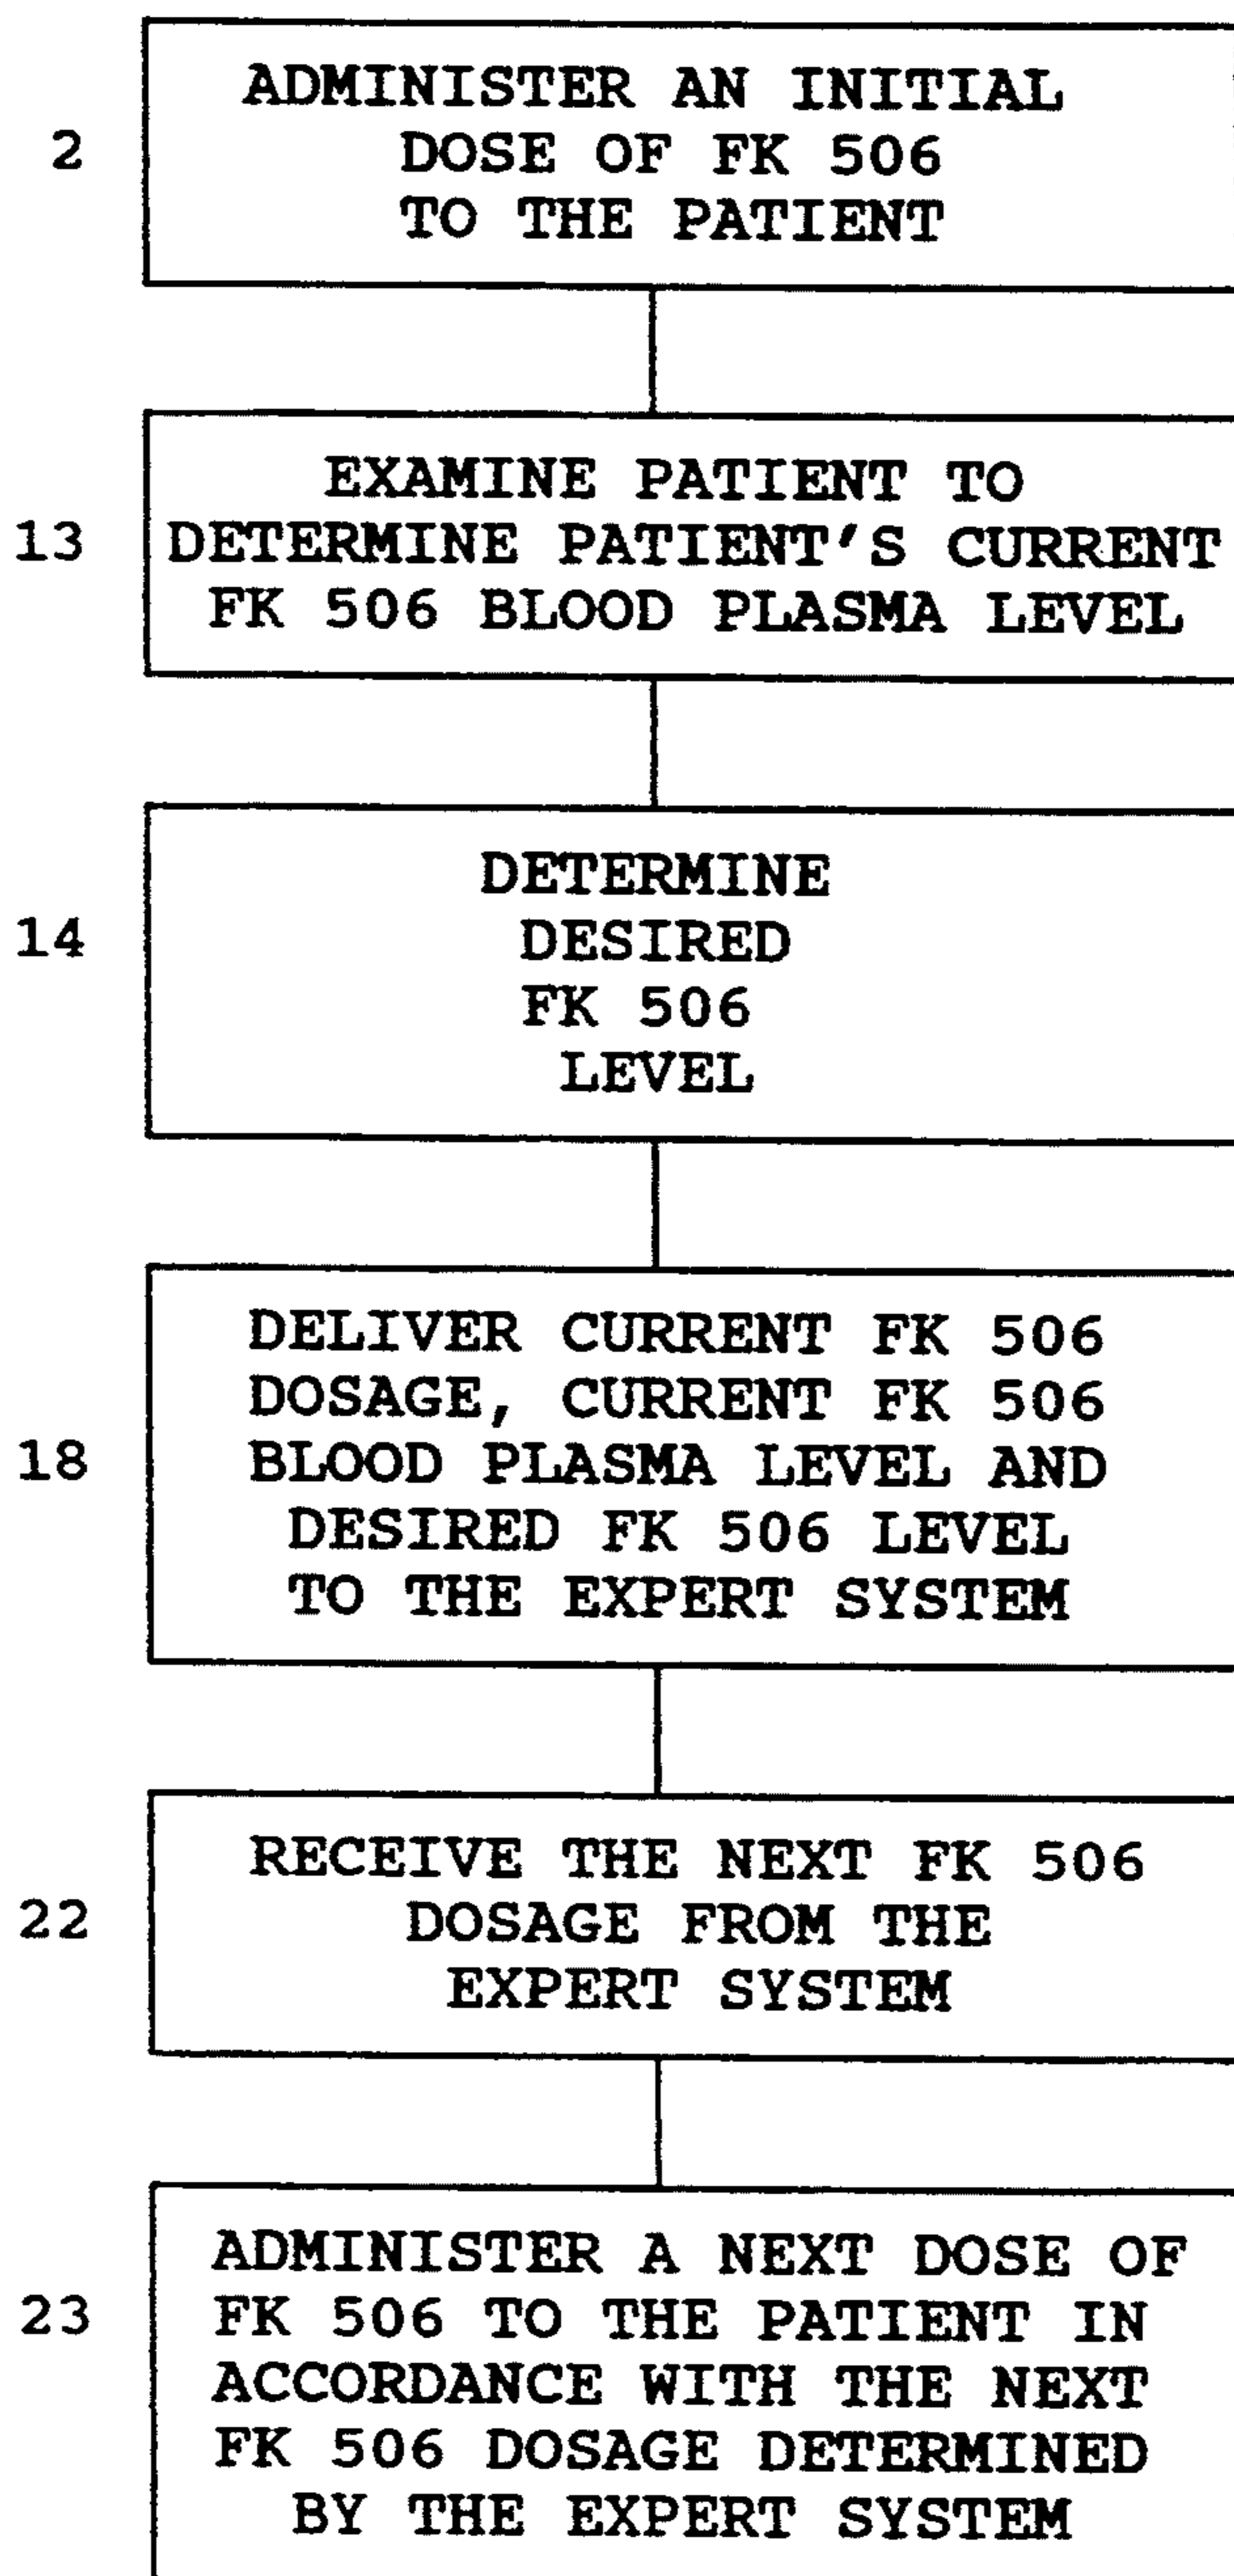 ADMINISTER AN INITIAL
2 DOSE OF FK 506
TO THE PATIENT
EXAMINE PATIENT TO
13 DETERMINE PATIENT'S CURRENT
FK 506 BLOOD PLASMA LEVEL
DETERMINE
14 DESIRED
FK 506
LEVEL
DELIVER CURRENT FK 506
DOSAGE, CURRENT FK 506
18 BLOOD PLASMA LEVEL AND
DESIRED FK 506 LEVEL
TO THE EXPERT SYSTEM
RECEIVE THE NEXT FK 506
22 DOSAGE FROM THE
EXPERT SYSTEM
ADMINISTER A NEXT DOSE OF
23 FK 506 TO THE PATIENT IN
ACCORDANCE WITH THE NEXT
FK 506 DOSAGE DETERMINED
BY THE EXPERT SYSTEM